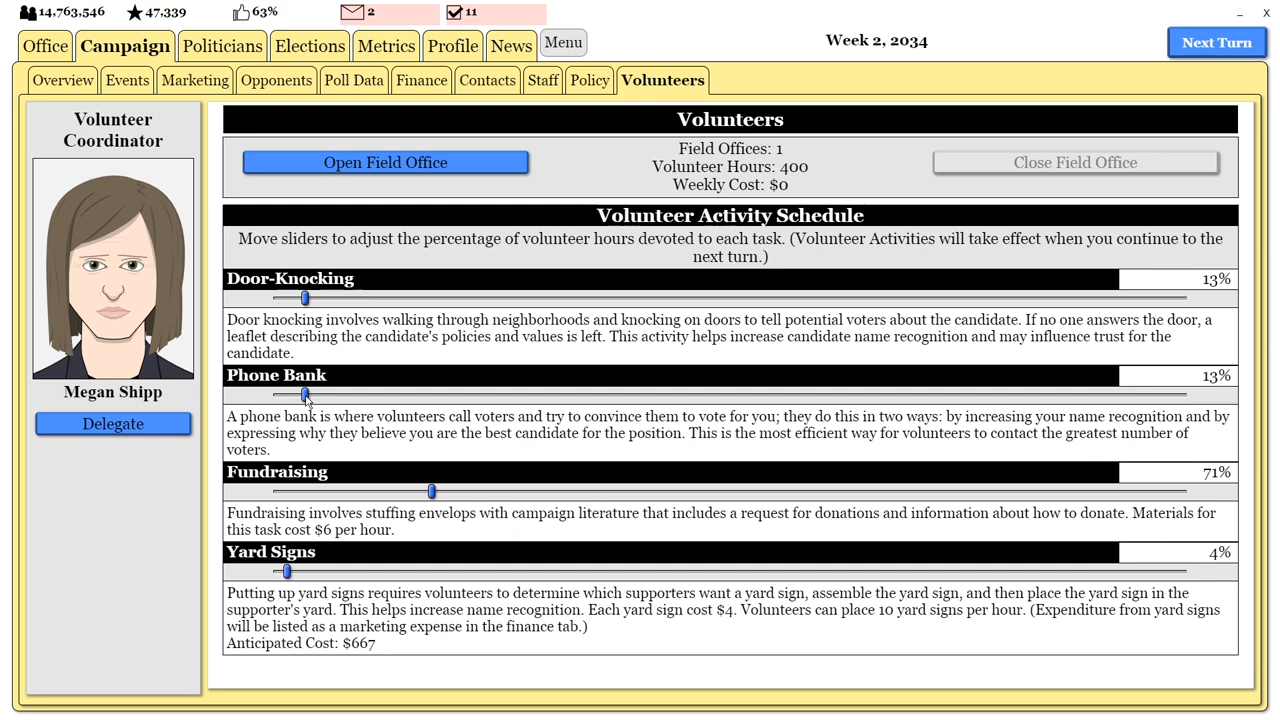 14,763,546 47,339 63% 2 11 _ X
Office Campaign Politicians Elections Metrics Profile News Menu Week 2, 2034 Next Turn
Overview Events Marketing Opponents Poll Data Finance Contacts Staff Policy Volunteers
Volunteer
Coordinator
Megan Shipp
Delegate
Volunteers
Open Field Office
Field Offices: 1
Volunteer Hours: 400
Weekly Cost: $0
Close Field Office
Volunteer Activity Schedule
Move sliders to adjust the percentage of volunteer hours devoted to each task. (Volunteer Activities will take effect when you continue to the
next turn.)
Door-Knocking 13%
Door knocking involves walking through neighborhoods and knocking on doors to tell potential voters about the candidate. If no one answers the door, a
leaflet describing the candidate's policies and values is left. This activity helps increase candidate name recognition and may influence trust for the
candidate.
Phone Bank 13%
A phone bank is where volunteers call voters and try to convince them to vote for you; they do this in two ways: by increasing your name recognition and by
expressing why they believe you are the best candidate for the position. This is the most efficient way for volunteers to contact the greatest number of
voters.
Fundraising 71%
Fundraising involves stuffing envelops with campaign literature that includes a request for donations and information about how to donate. Materials for
this task cost $6 per hour.
Yard Signs 4%
Putting up yard signs requires volunteers to determine which supporters want a yard sign, assemble the yard sign, and then place the yard sign in the
supporter's yard. This helps increase name recognition. Each yard sign cost $4. Volunteers can place 10 yard signs per hour. (Expenditure from yard signs
will be listed as a marketing expense in the finance tab.)
Anticipated Cost: $667